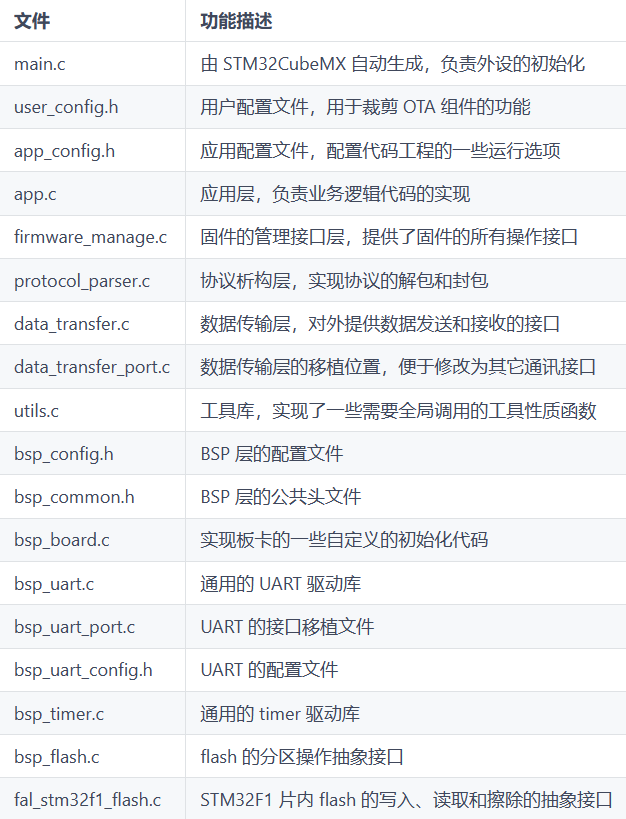 文件 功能描述
main.c 由 STM32CubeMX 自动生成，负责外设的初始化
user_config.h 用户配置文件，用于裁剪 OTA 组件的功能
app_config.h 应用配置文件，配置代码工程的一些运行选项
app.c 应用层，负责业务逻辑代码的实现
firmware_manage.c 固件的管理接口层，提供了固件的所有操作接口
protocol_parser.c 协议析构层，实现协议的解包和封包
data_transfer.c 数据传输层，对外提供数据发送和接收的接口
data_transfer_port.c 数据传输层的移植位置，便于修改为其它通讯接口
utils.c 工具库，实现了一些需要全局调用的工具性质函数
bsp_config.h BSP 层的配置文件
bsp_common.h BSP 层的公共头文件
bsp_board.c 实现板卡的一些自定义的初始化代码
bsp_uart.c 通用的 UART 驱动库
bsp_uart_port.c UART 的接口移植文件
bsp_uart_config.h UART 的配置文件
bsp_timer.c 通用的 timer 驱动库
bsp_flash.c flash 的分区操作抽象接口
fal_stm32f1_flash.c STM32F1 片内 flash 的写入、读取和擦除的抽象接口